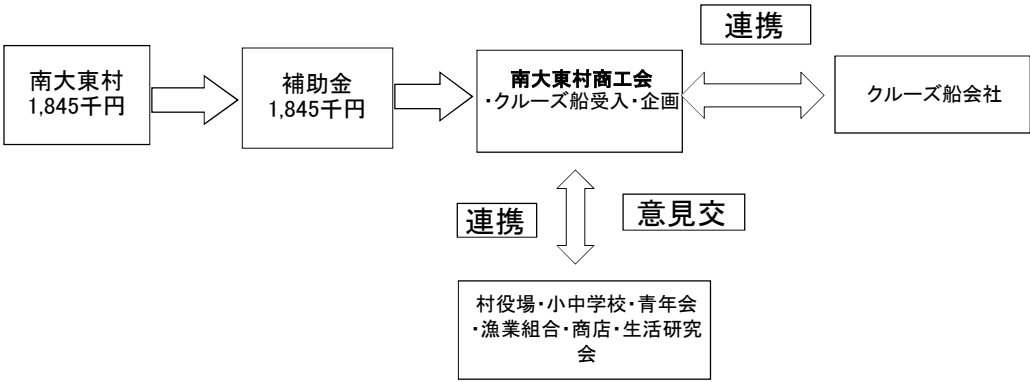 連携
南大東村
1,845千円
補助金
1,845千円
南大東村商工会
・クルーズ船受入・企画
クルーズ船会社
連携
意見交
村役場・小中学校・青年会
・漁業組合・商店・生活研究
会